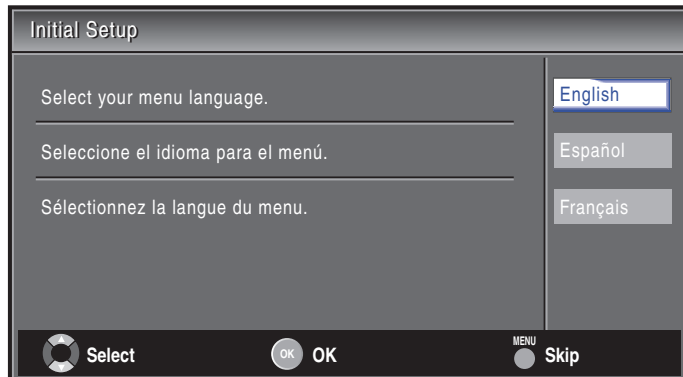 Initial Setup
Select your menu language.
English
Seleccione el idioma para el menú.
Español
Sélectionnez la langue du menu.
Français
Select
OK OK
MENU Skip